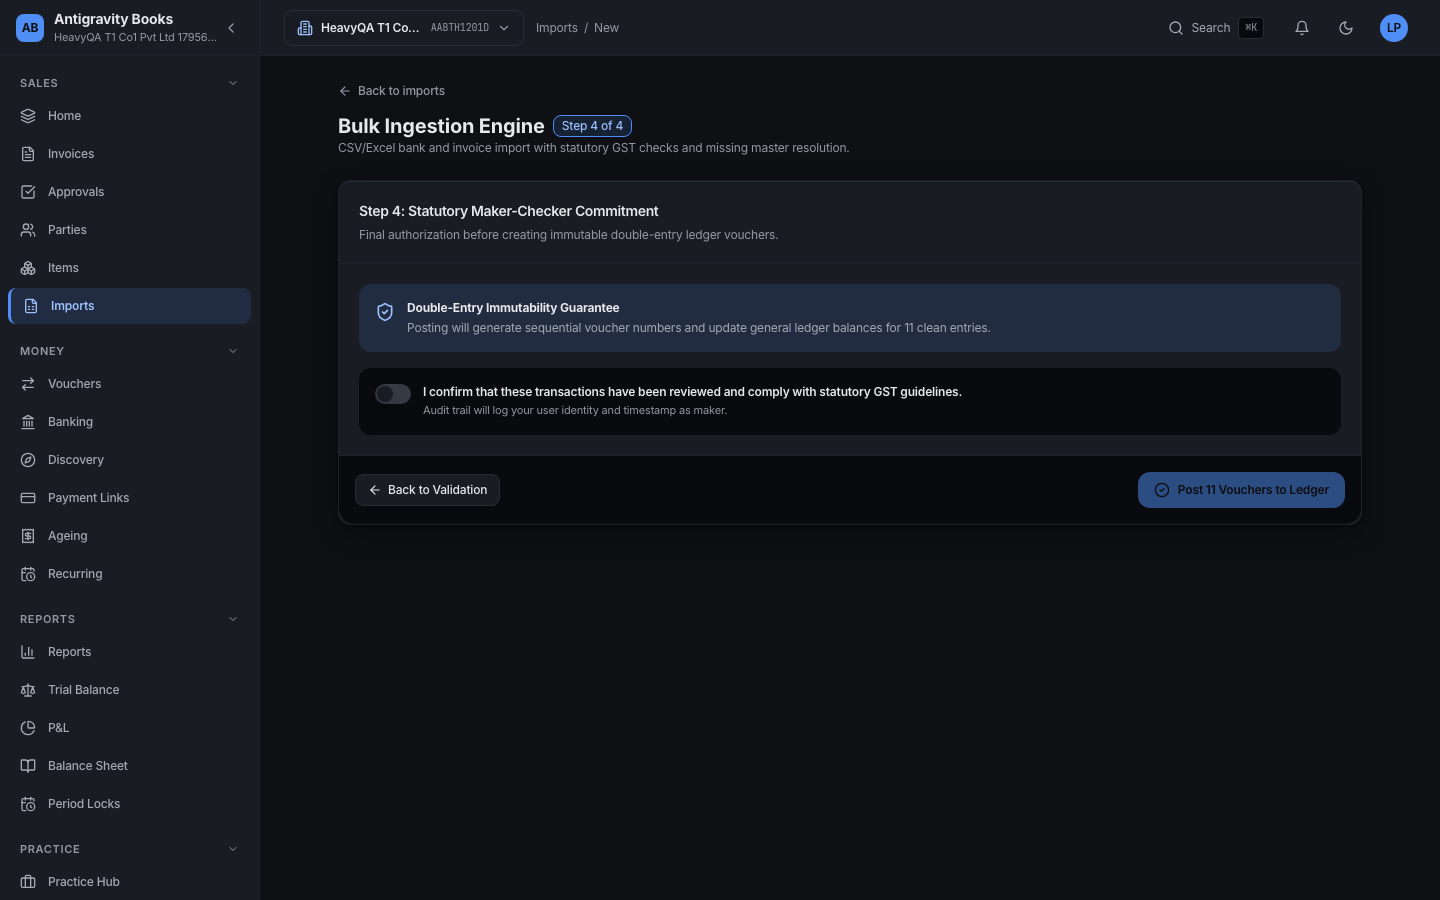 AB
Antigravity Books
HeavyQA T1 Co1 Pvt Ltd 17956...
SALES
Home
Invoices
Approvals
Parties
Items
Imports
MONEY
Vouchers
Banking
Discovery
Payment Links
Ageing
Recurring
REPORTS
Reports
Trial Balance
P&L
Balance Sheet
Period Locks
PRACTICE
Practice Hub
HeavyQA T1 Co... AABTH1201D
Imports / New
Search ⌘K
LP
Back to imports
Bulk Ingestion Engine Step 4 of 4
CSV/Excel bank and invoice import with statutory GST checks and missing master resolution.
Step 4: Statutory Maker-Checker Commitment
Final authorization before creating immutable double-entry ledger vouchers.
Double-Entry Immutability Guarantee
Posting will generate sequential voucher numbers and update general ledger balances for 11 clean entries.
I confirm that these transactions have been reviewed and comply with statutory GST guidelines.
Audit trail will log your user identity and timestamp as maker.
Back to Validation
Post 11 Vouchers to Ledger